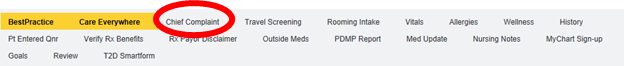 BestPractice Care Everywhere Chief Complaint Travel Screening Rooming Intake Vitals Allergies Wellness History
Pt Entered Qnr Verify Rx Benefits Rx Payor Disclaimer Outside Meds PDMP Report Med Update Nursing Notes MyChart Sign-up
Goals Review T2D Smartform